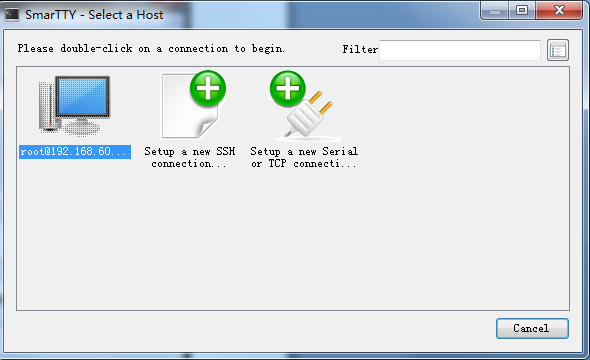 SmarTTY - Select a Host
Please double-click on a connection to begin.
Filter
root@192.168.60...
Setup a new SSH
connection...
Setup a new Serial
or TCP connecti...
Cancel